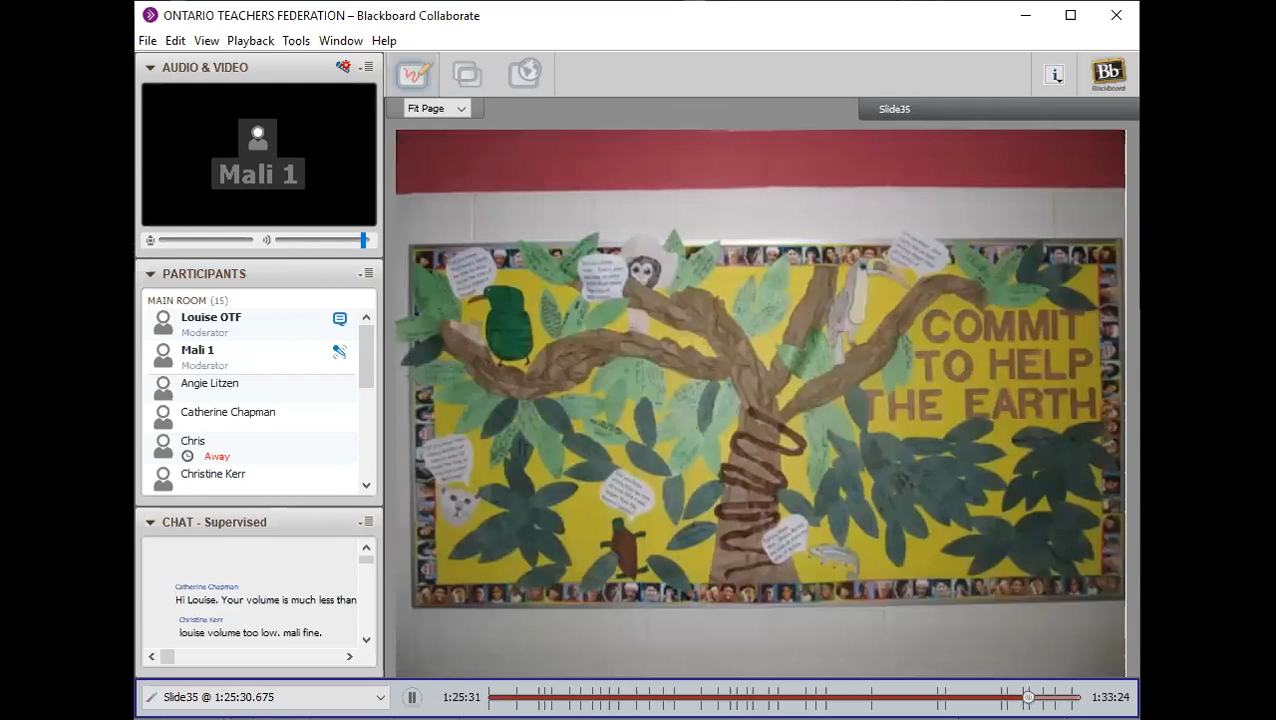 ONTARIO TEACHERS FEDERATION – Blackboard Collaborate
File Edit View Playback Tools Window Help
AUDIO & VIDEO
Mali 1
PARTICIPANTS
MAIN ROOM (15)
Louise OTF
Moderator
Mali 1
Moderator
Angie Litzen
Catherine Chapman
Chris
Away
Christine Kerr
CHAT - Supervised
Catherine Chapman
Hi Louise. Your volume is much less than
Christine Kerr
louise volume too low. mali fine.
Bb
Blackboard
Fit Page
Slide35
COMMIT
TO HELP
THE EARTH
Slide35 @ 1:25:30.675
1:25:31
1:33:24